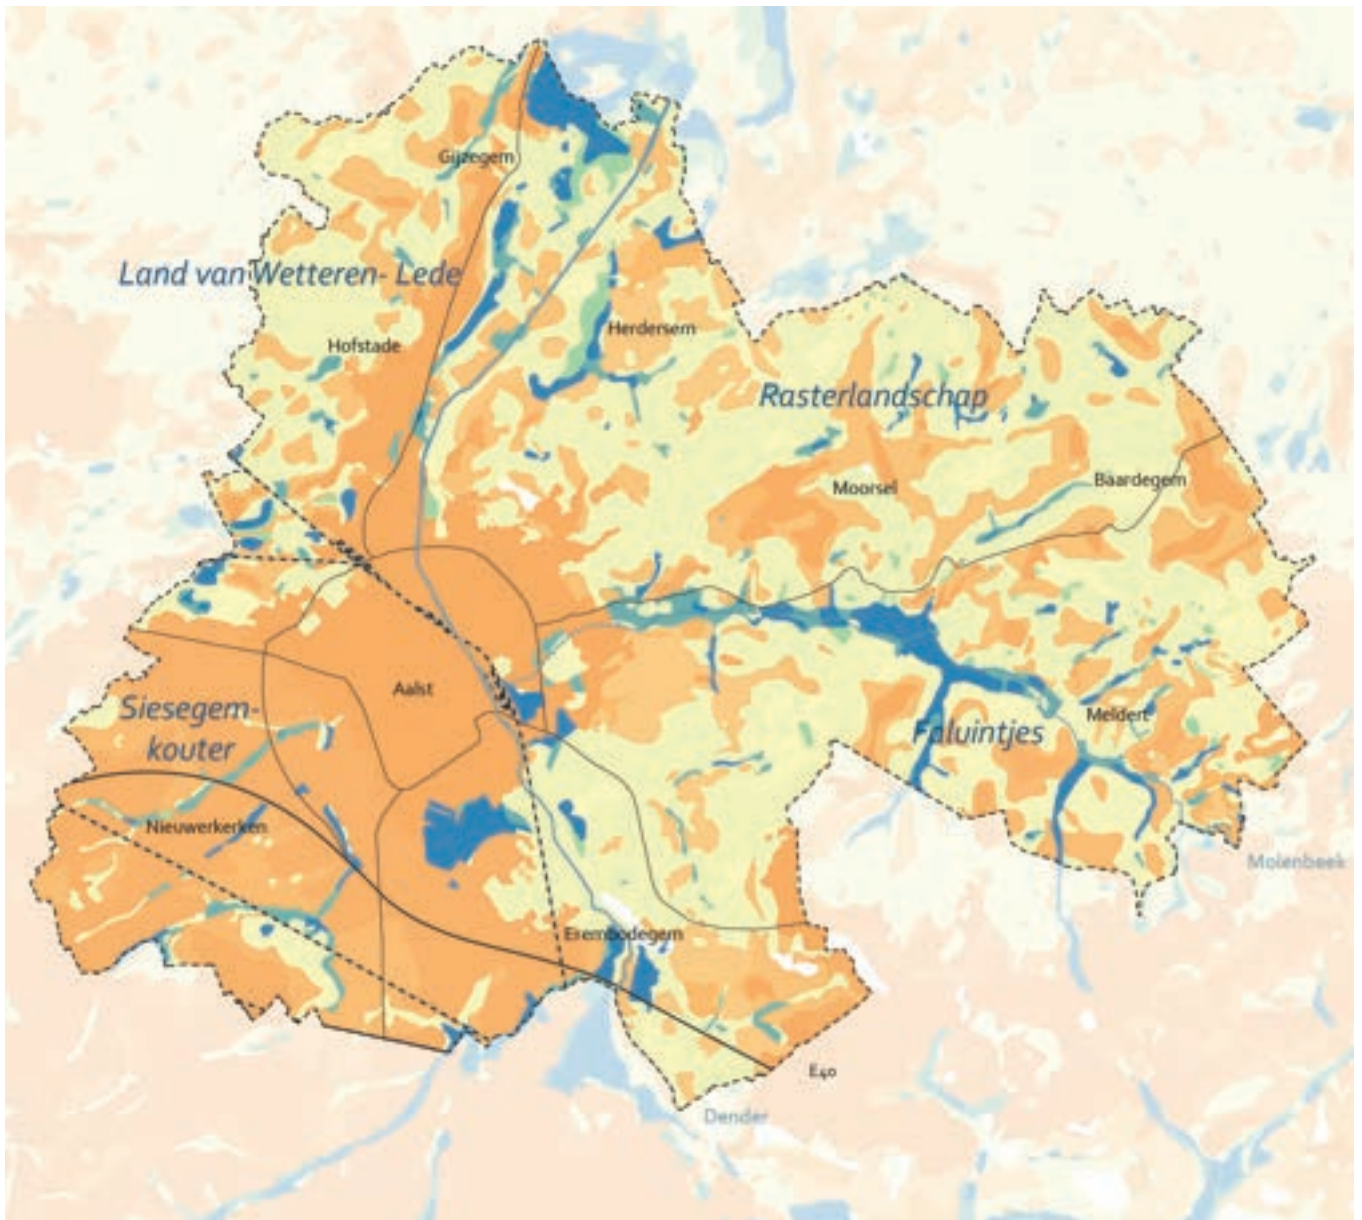 Gijzegem
Land van Wetteren- Lede
Herdersem
Hofstade
Rasterlandschap
Baardegem
Moorsel
Aalst
Siesegem-
kouter
Meldert
Faluintjes
Nieuwerkerken
Molenbeek
Erembodegem
E40
Dender